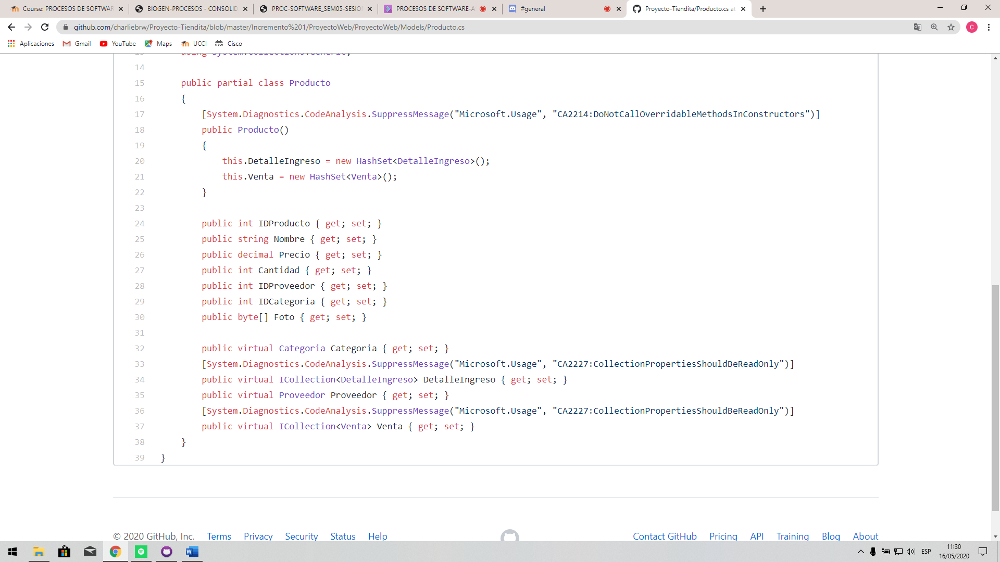 Course: PROCESOS DE SOFTWAR
BIOGEN-PROCESOS - CONSOLID
PROC-SOFTWARE_SEM05-SESIO
PROCESOS DE SOFTWARE-A
#general
Proyecto-Tiendita/Producto.cs at
github.com/charliebrw/Proyecto-Tiendita/blob/master/Incremento%201/ProyectoWeb/ProyectoWeb/Models/Producto.cs
C
Aplicaciones
Gmail
YouTube
Maps
UCCI
Cisco
13 using System.Collections.Generic;
14
15 public partial class Producto
16 {
17 [System.Diagnostics.CodeAnalysis.SuppressMessage("Microsoft.Usage", "CA2214:DoNotCallOverridableMethodsInConstructors")]
18 public Producto()
19 {
20 this.DetalleIngreso = new HashSet<DetalleIngreso>();
21 this.Venta = new HashSet<Venta>();
22 }
23
24 public int IDProducto { get; set; }
25 public string Nombre { get; set; }
26 public decimal Precio { get; set; }
27 public int Cantidad { get; set; }
28 public int IDProveedor { get; set; }
29 public int IDCategoria { get; set; }
30 public byte[] Foto { get; set; }
31
32 public virtual Categoria Categoria { get; set; }
33 [System.Diagnostics.CodeAnalysis.SuppressMessage("Microsoft.Usage", "CA2227:CollectionPropertiesShouldBeReadOnly")]
34 public virtual ICollection<DetalleIngreso> DetalleIngreso { get; set; }
35 public virtual Proveedor Proveedor { get; set; }
36 [System.Diagnostics.CodeAnalysis.SuppressMessage("Microsoft.Usage", "CA2227:CollectionPropertiesShouldBeReadOnly")]
37 public virtual ICollection<Venta> Venta { get; set; }
38 }
39 }
© 2020 GitHub, Inc. Terms Privacy Security Status Help
Contact GitHub Pricing API Training Blog About
ESP
11:30
16/05/2020